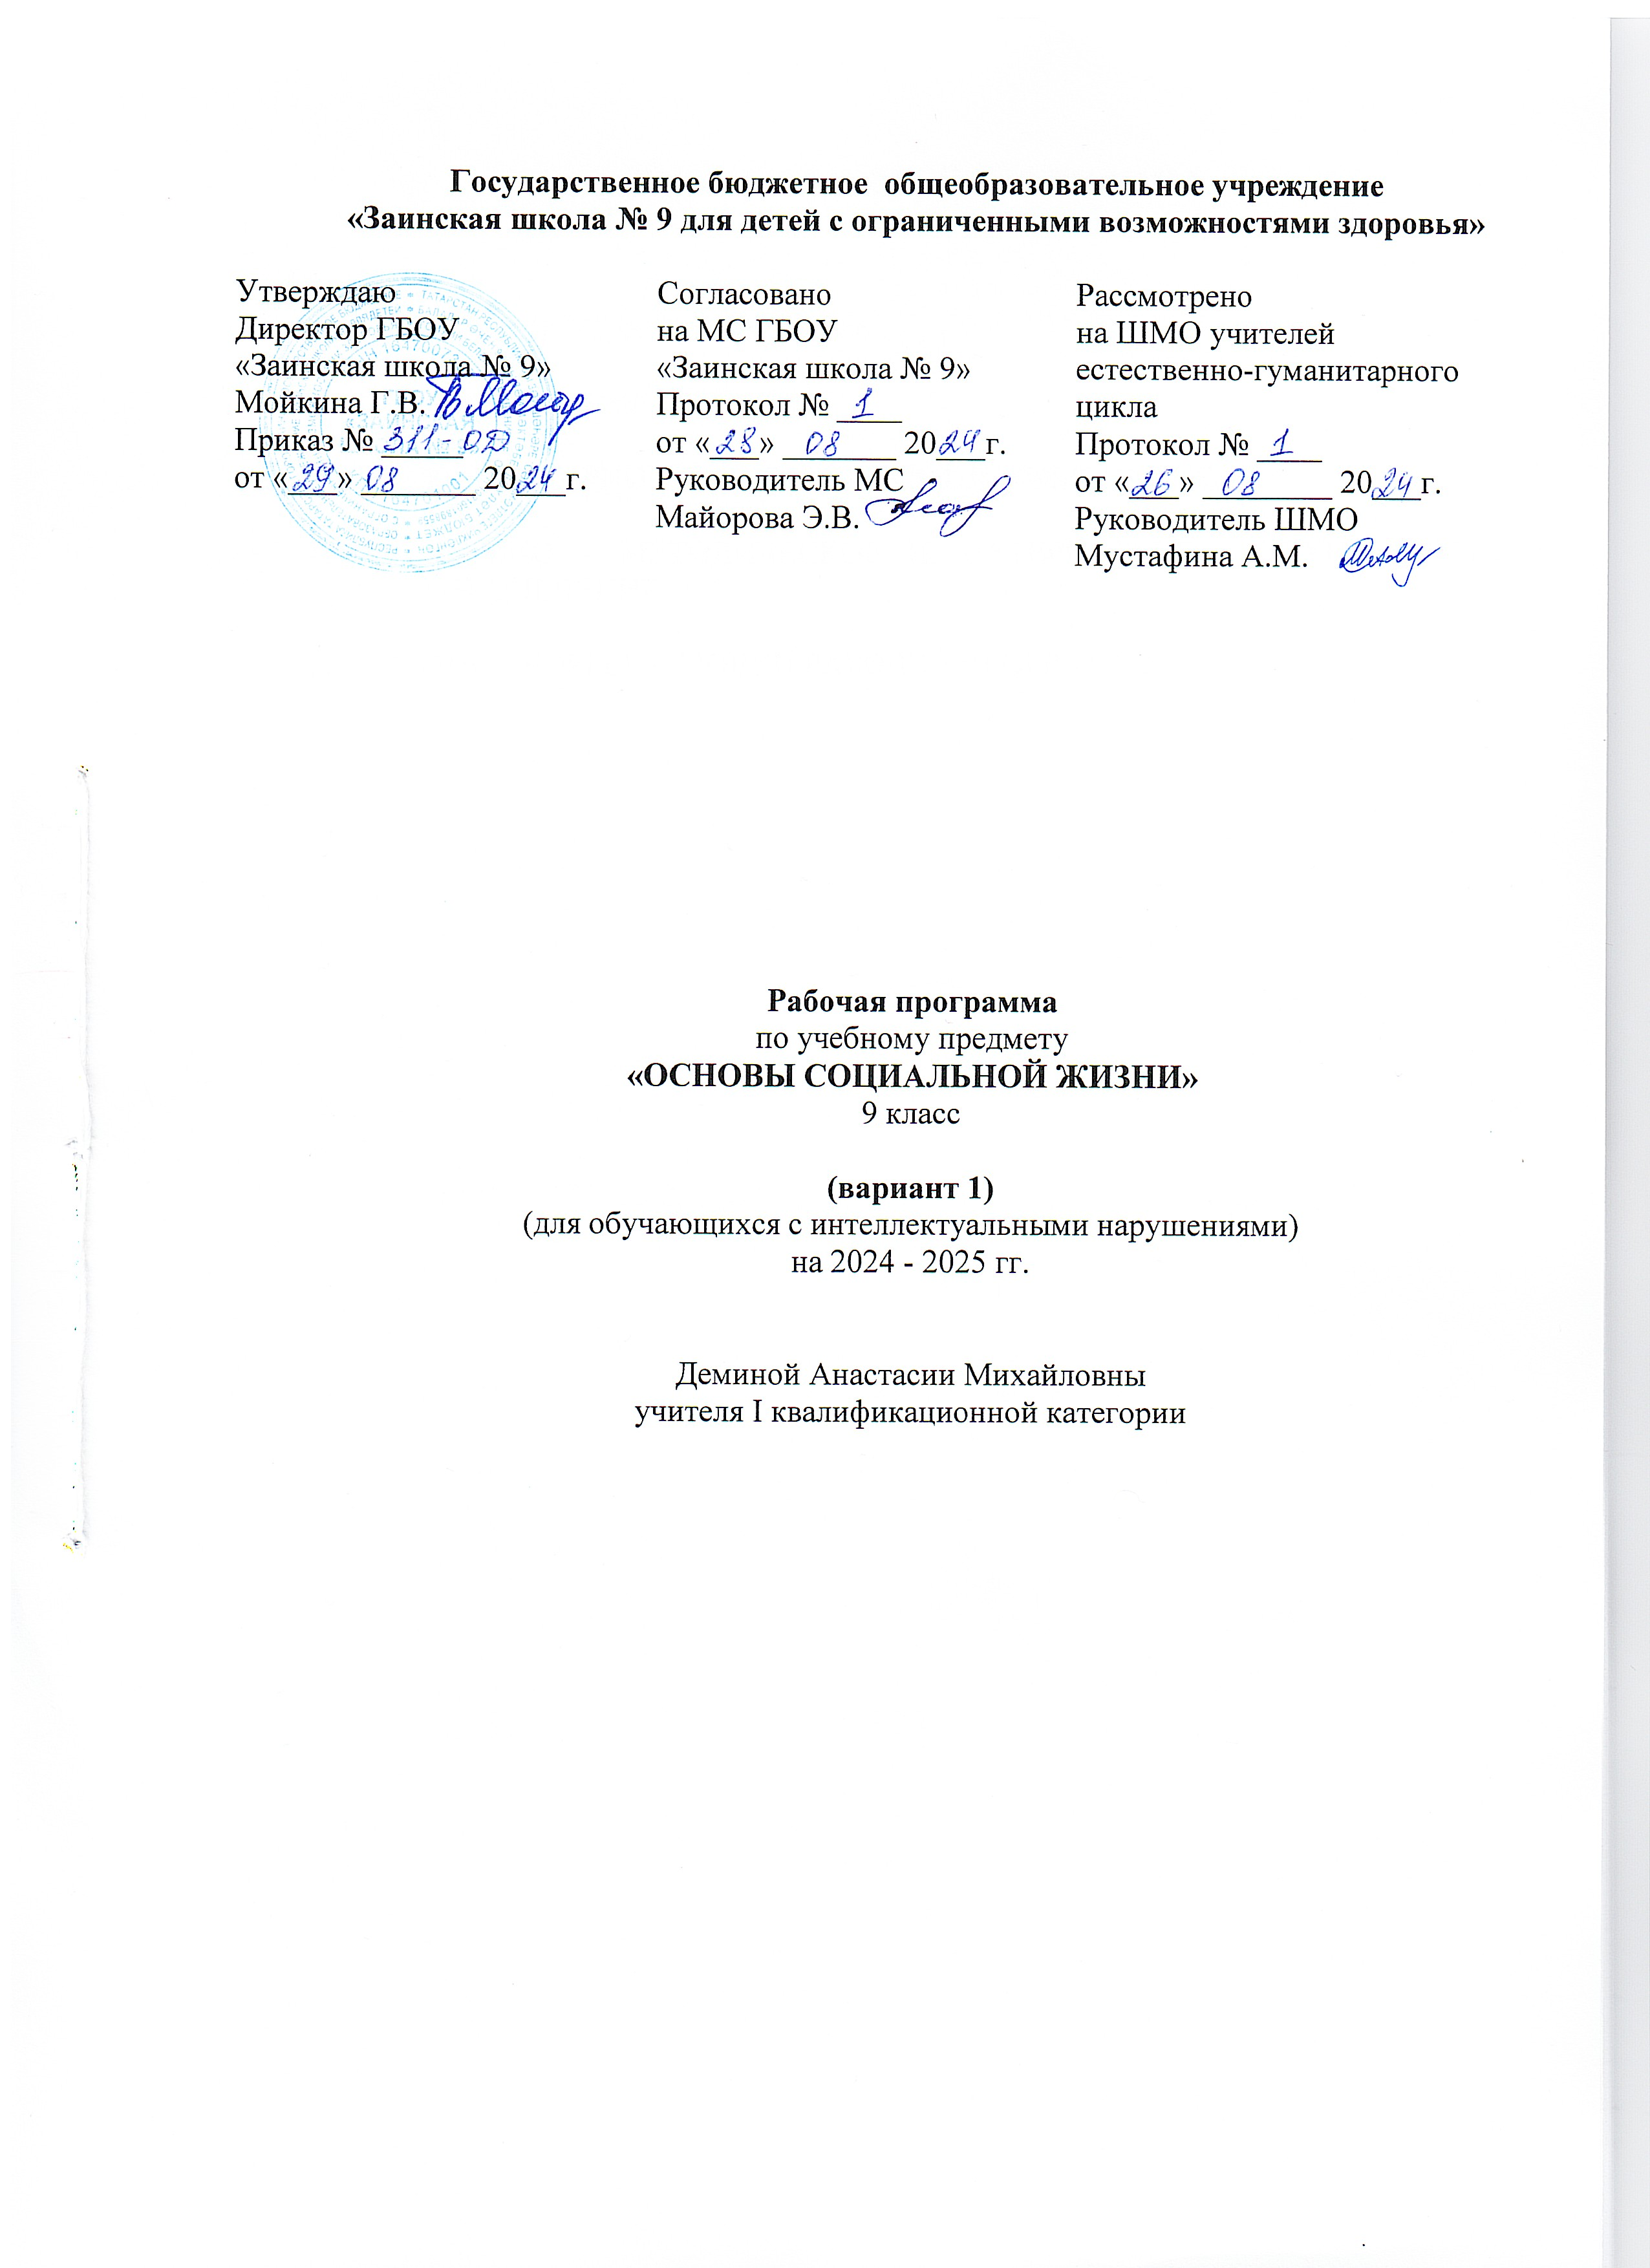 Государственное бюджетное общеобразовательное учреждение
«Заинская школа № 9 для детей с ограниченными возможностями здоровья»
Утверждаю
Директор ГБОУ
«Заинская школа № 9»
Мойкина Г.В.
Приказ № 311-ОД
от «29» 08 2024г.
Согласовано
на МС ГБОУ
«Заинская школа № 9»
Протокол № 1
от «28» 08 2024г.
Руководитель МС
Майорова Э.В.
Рассмотрено
на ШМО учителей
естественно-гуманитарного
цикла
Протокол № 1
от «26» 08 2024г.
Руководитель ШМО
Мустафина А.М.
Рабочая программа
по учебному предмету
«ОСНОВЫ СОЦИАЛЬНОЙ ЖИЗНИ»
9 класс
(вариант 1)
(для обучающихся с интеллектуальными нарушениями)
на 2024 - 2025 гг.
Деминой Анастасии Михайловны
учителя I квалификационной категории